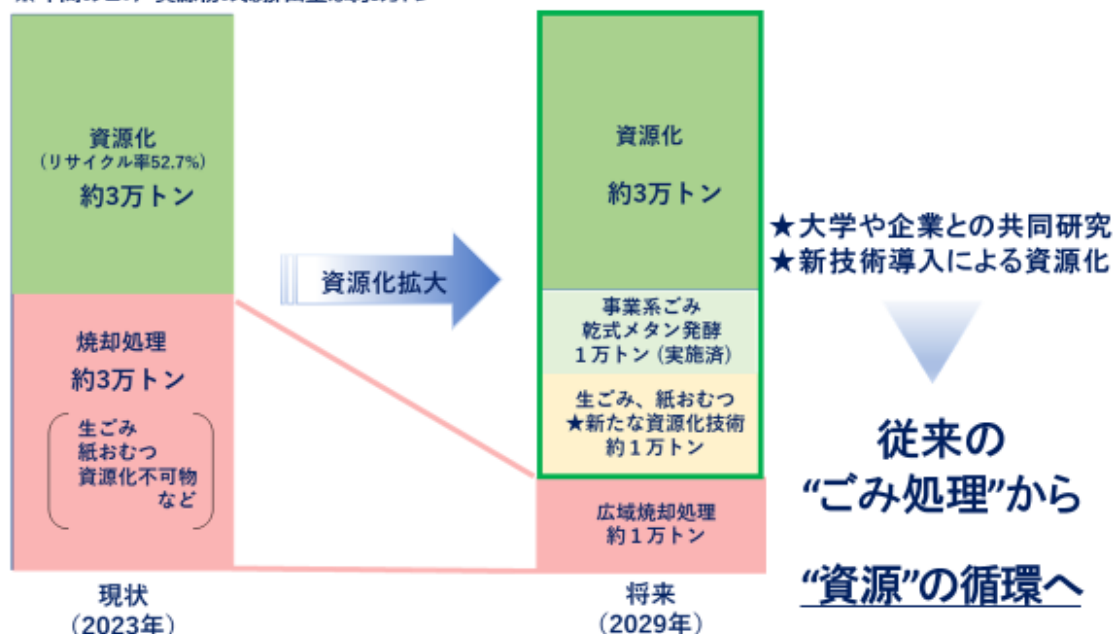 資源化
(リサイクル率52.7%)
約3万トン
焼却処理
約3万トン
生ごみ
紙おむつ
資源化不可物
など
現状
(2023年)
資源化拡大
資源化
約3万トン
事業系ごみ
乾式メタン発酵
1万トン(実施済)
生ごみ、紙おむつ
★新たな資源化技術
約1万トン
広域焼却処理
約1万トン
将来
(2029年)
★大学や企業との共同研究
★新技術導入による資源化
従来の
“ごみ処理”から
“資源”の循環へ